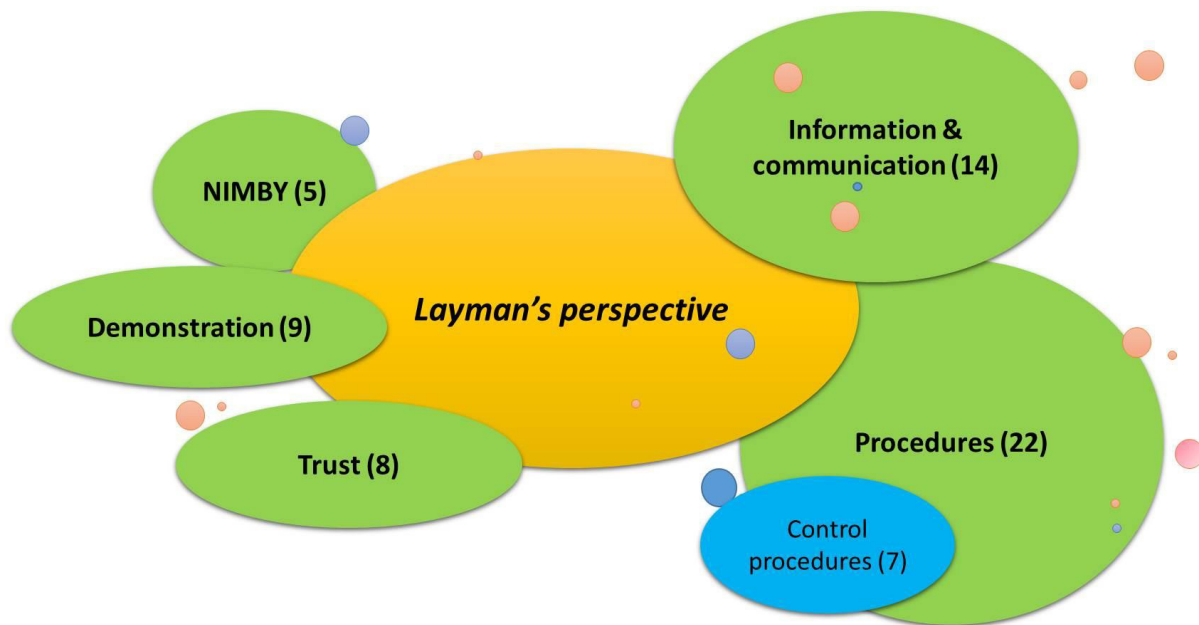 Information &
communication (14)
NIMBY (5)
Layman’s perspective
Demonstration (9)
Trust (8)
Procedures (22)
Control
procedures (7)